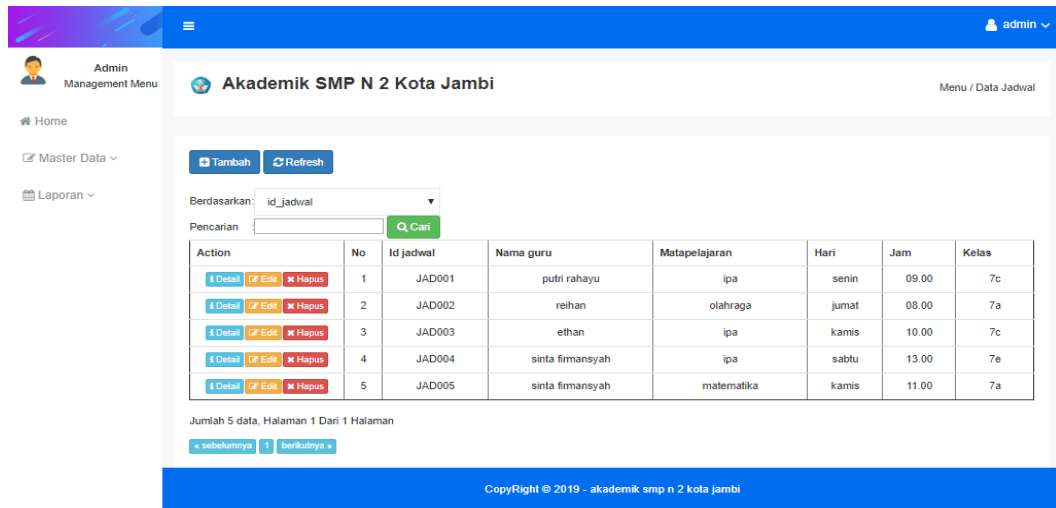 admin
Admin
Management Menu
Home
Master Data
Laporan
Akademik SMP N 2 Kota Jambi
Menu / Data Jadwal
Tambah Refresh
Berdasarkan: id_jadwal
Pencarian : Cari
Action No Id jadwal Nama guru Matapelajaran Hari Jam Kelas
Detail Edit Hapus 1 JAD001 putri rahayu ipa senin 09.00 7c
Detail Edit Hapus 2 JAD002 reihan olahraga jumat 08.00 7a
Detail Edit Hapus 3 JAD003 ethan ipa kamis 10.00 7c
Detail Edit Hapus 4 JAD004 sinta firmansyah ipa sabtu 13.00 7e
Detail Edit Hapus 5 JAD005 sinta firmansyah matematika kamis 11.00 7a
Jumlah 5 data, Halaman 1 Dari 1 Halaman
« sebelumnya 1 berikutnya »
CopyRight © 2019 - akademik smp n 2 kota jambi